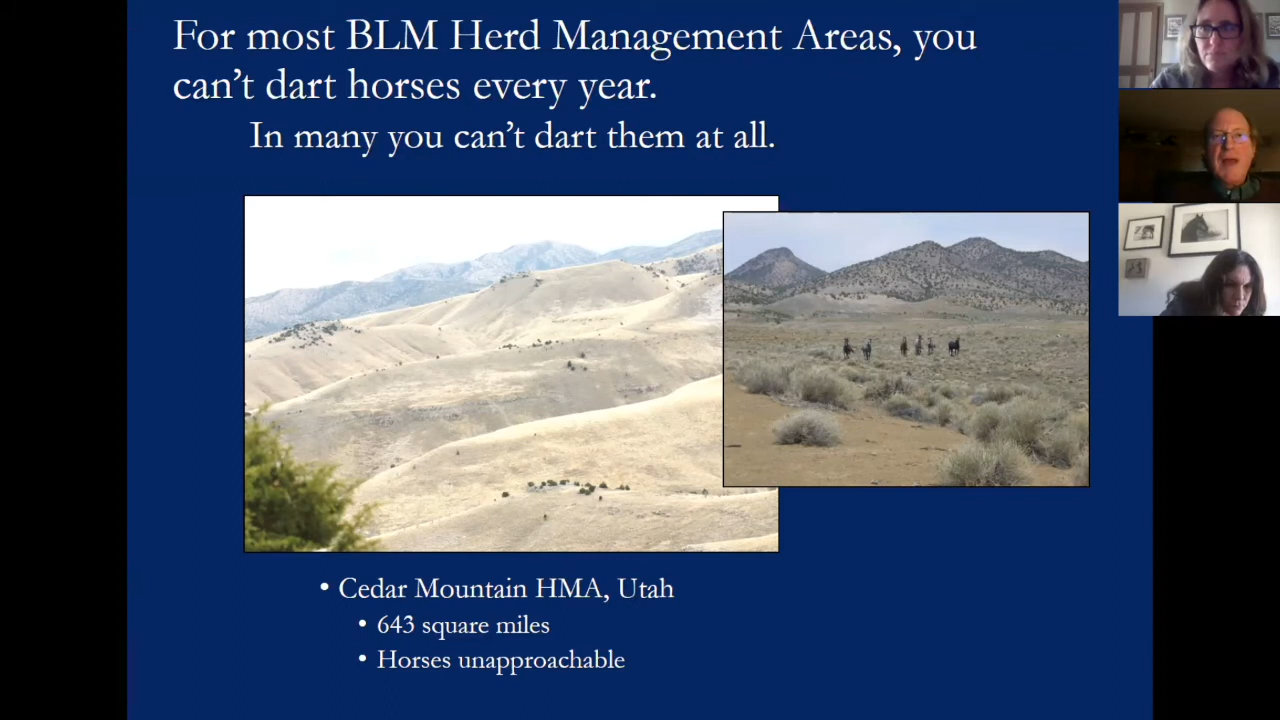 For most BLM Herd Management Areas, you
can't dart horses every year.
In many you can't dart them at all.
• Cedar Mountain HMA, Utah
• 643 square miles
• Horses unapproachable